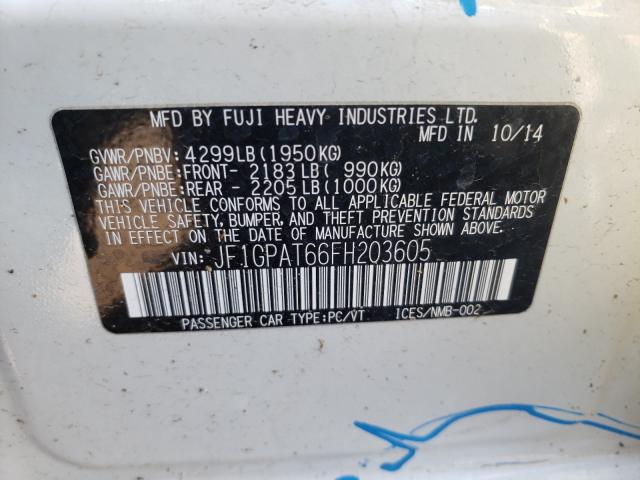 MFD BY FUJI HEAVY INDUSTRIES LTD.
MFD IN 10/14
GVWR/PNBV: 4299LB(1950KG)
GAWR/PNBE:FRONT- 2183LB( 990KG)
GAWR/PNBE:REAR - 2205LB(1000KG)
THIS VEHICLE CONFORMS TO ALL APPLICABLE FEDERAL MOTOR
VEHICLE SAFETY, BUMPER, AND THEFT PREVENTION STANDARDS
IN EFFECT ON THE DATE OF MANUFACTURE SHOWN ABOVE.
VIN: JF1GPAT66FH203605
PASSENGER CAR TYPE:PC/VT ICES/NMB-002